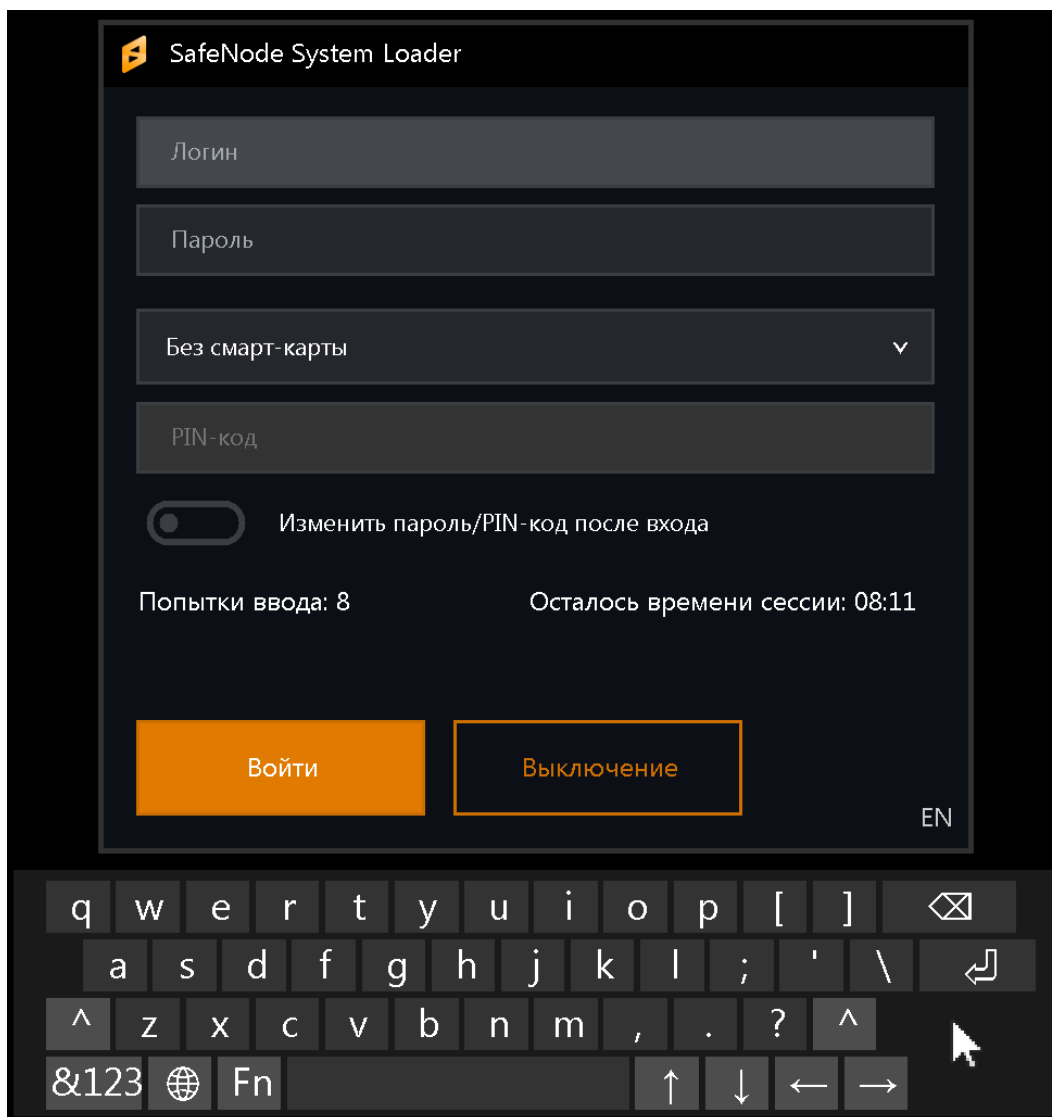 SafeNode System Loader
Логин
Пароль
Без смарт-карты
PIN-код
Изменить пароль/PIN-код после входа
Попытки ввода: 8 Осталось времени сессии: 08:11
Войти Выключение
EN
q w e r t y u i o p [ ]
a s d f g h j k l ; ' \
^ z x c v b n m , . ? ^
&123 Fn ↑ ↓ ← →